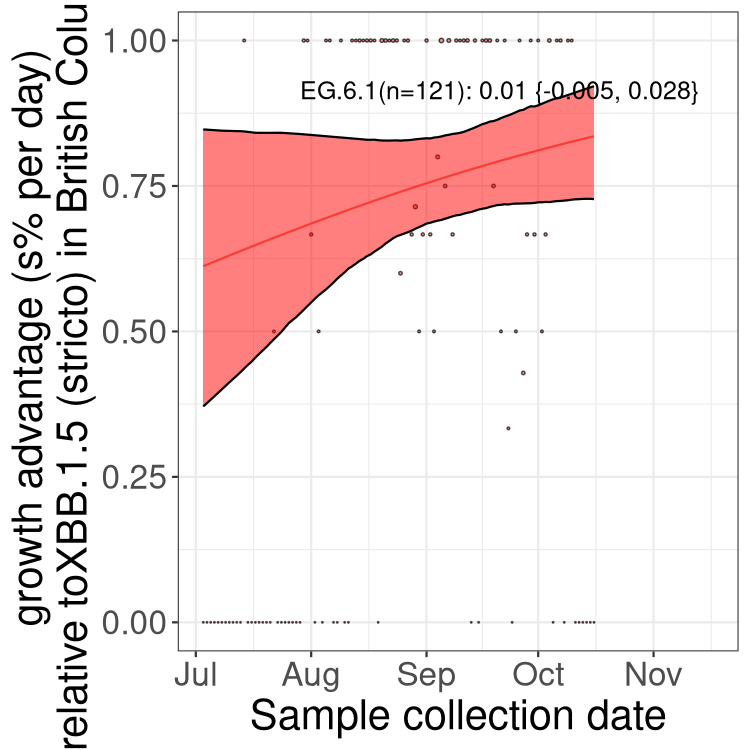 growth advantage (s% per day)
relative toXBB.1.5 (stricto) in British Colu
1.00
0.75
0.50
0.25
0.00
EG.6.1(n=121): 0.01 {-0.005, 0.028}
Jul Aug Sep Oct Nov
Sample collection date